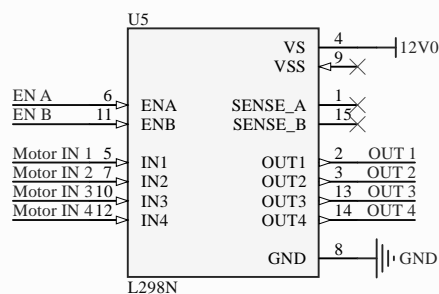 U5
VS 4 12V0
VSS 9
EN A 6 ENA SENSE_A 1
EN B 11 ENB SENSE_B 15
Motor IN 1 5 IN1 OUT1 2 OUT 1
Motor IN 2 7 IN2 OUT2 3 OUT 2
Motor IN 3 10 IN3 OUT3 13 OUT 3
Motor IN 4 12 IN4 OUT4 14 OUT 4
GND 8 GND
L298N